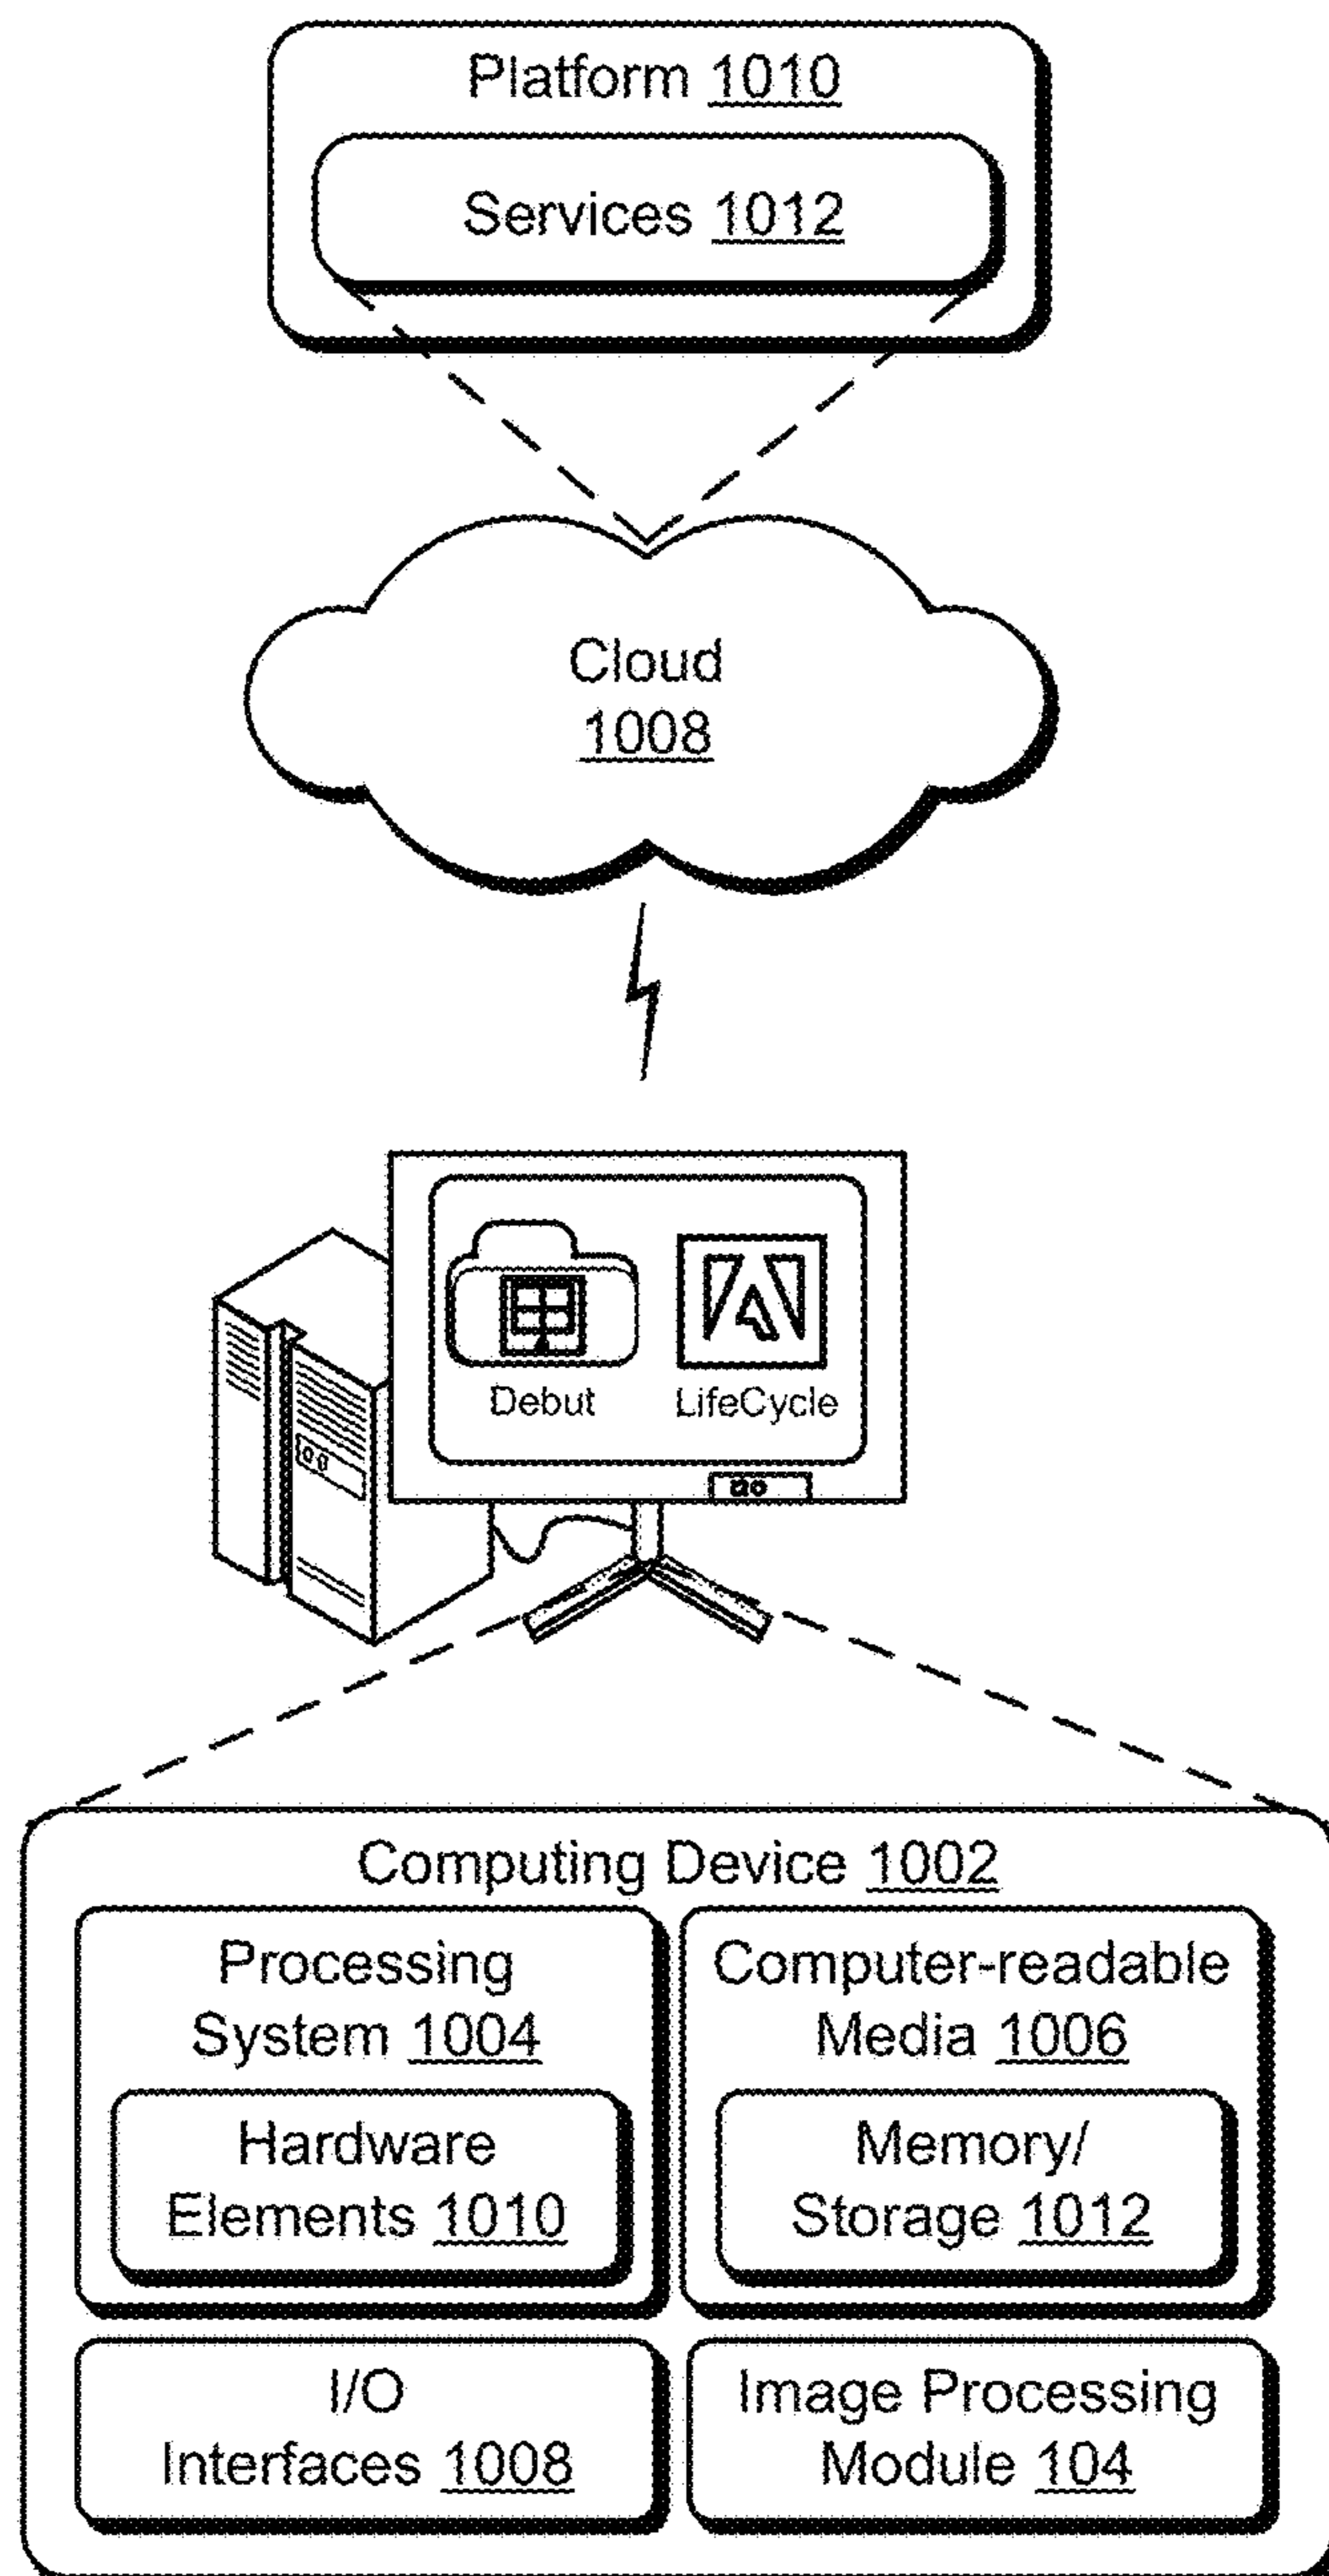 Platform 1010
Services 1012
Cloud
1008
Debut
LifeCycle
Computing Device 1002
Processing
System 1004
Hardware
Elements 1010
Computer-readable
Media 1006
Memory/
Storage 1012
I/O
Interfaces 1008
Image Processing
Module 104